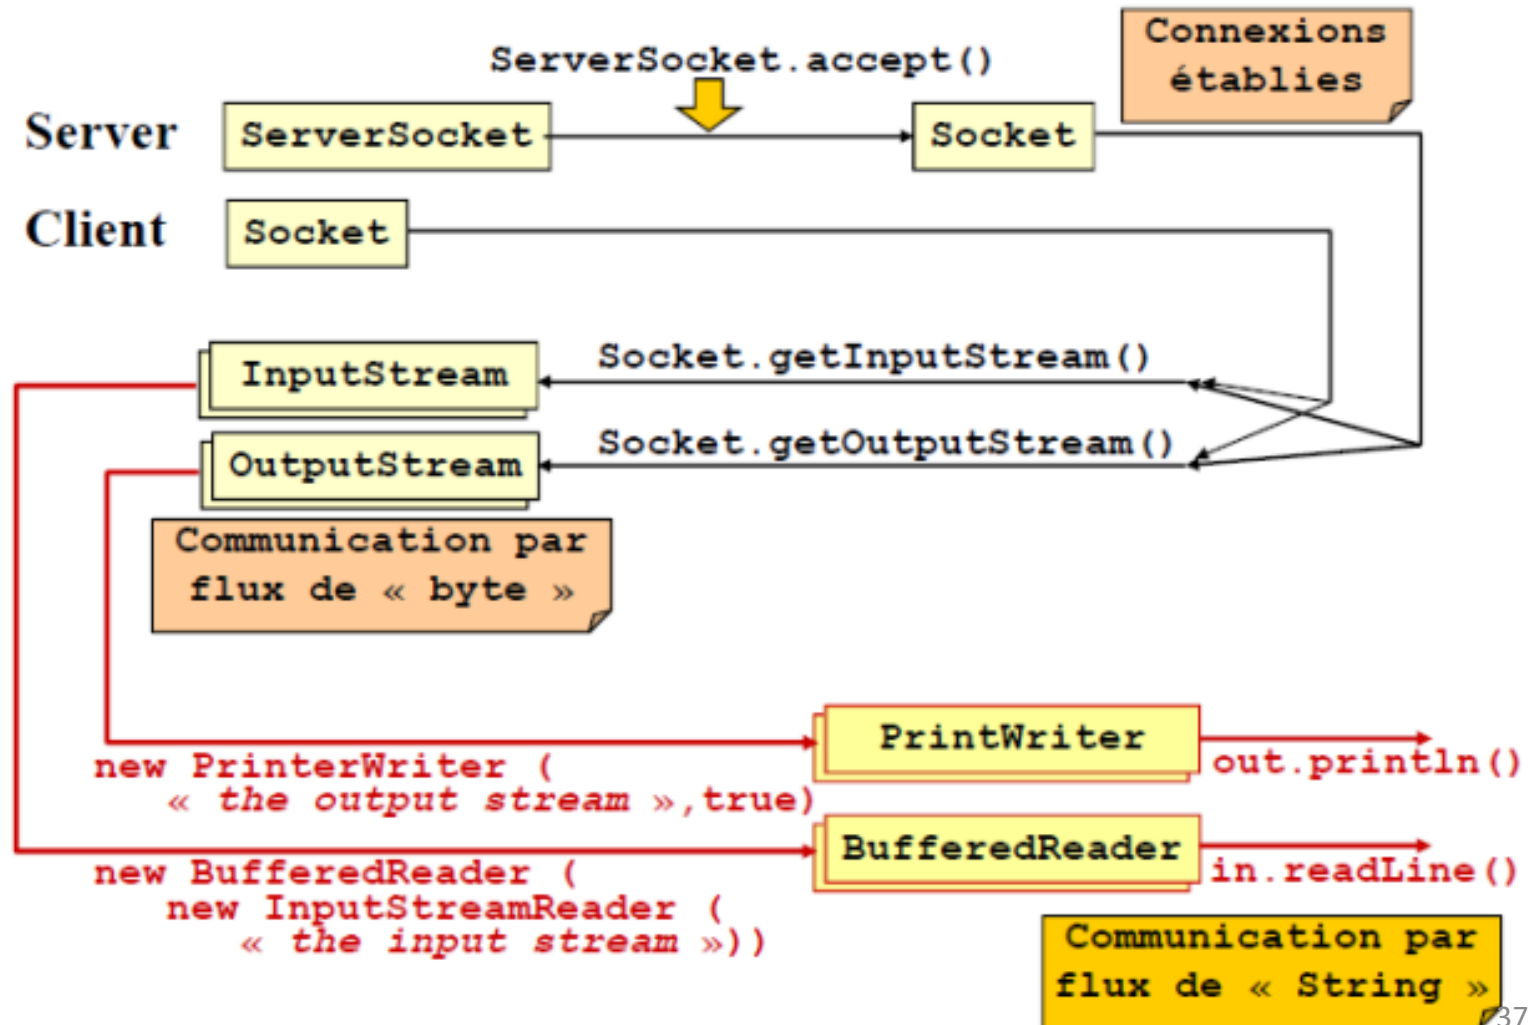 ServerSocket.accept()
Connexions
établies
Server
ServerSocket
Socket
Client
Socket
InputStream
Socket.getInputStream()
OutputStream
Socket.getOutputStream()
Communication par
flux de « byte »
PrintWriter
out.println()
new PrinterWriter (
« the output stream »,true)
BufferedReader
in.readLine()
new BufferedReader (
new InputStreamReader (
« the input stream »))
Communication par
flux de « String »
37